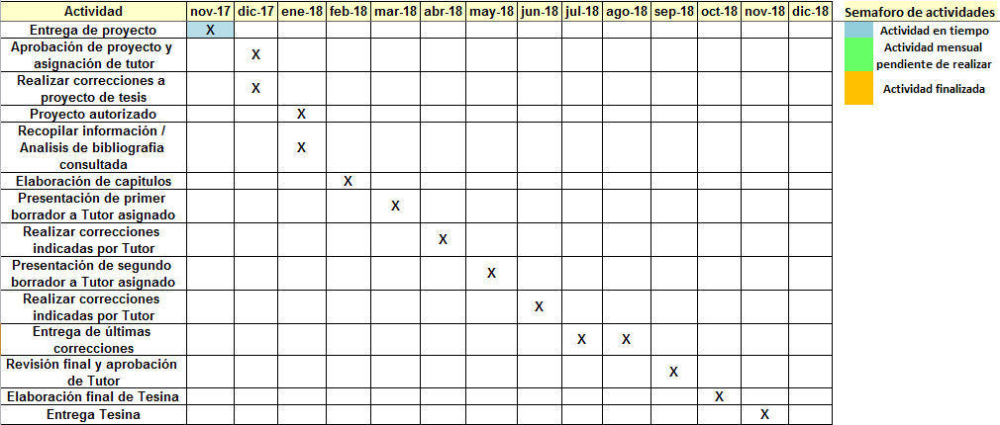 Actividad nov-17 dic-17 ene-18 feb-18 mar-18 abr-18 may-18 jun-18 jul-18 ago-18 sep-18 oct-18 nov-18 dic-18
Entrega de proyecto X
Aprobación de proyecto y
asignación de tutor X
Realizar correcciones a
proyecto de tesis X
Proyecto autorizado X
Recopilar información /
Analisis de bibliografia X
consultada
Elaboración de capitulos X
Presentación de primer
borrador a Tutor asignado X
Realizar correcciones
indicadas por Tutor X
Presentación de segundo
borrador a Tutor asignado X
Realizar correcciones
indicadas por Tutor X
Entrega de últimas
correcciones X X
Revisión final y aprobación
de Tutor X
Elaboración final de Tesina X
Entrega Tesina X
Semaforo de actividades
Actividad en tiempo
Actividad mensual
pendiente de realizar
Actividad finalizada